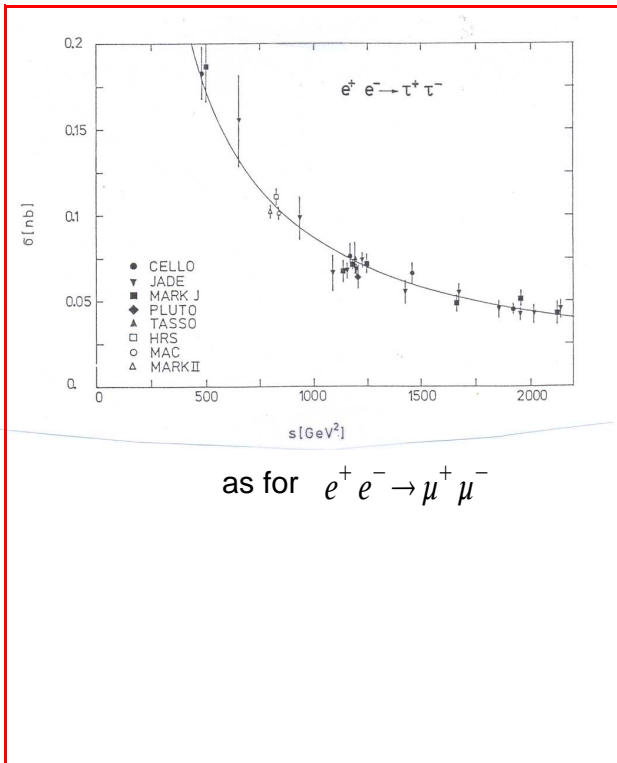 0.2
e⁺ e⁻ → τ⁺ τ⁻
0.15
σ[nb]
0.1
CELLO
JADE
MARK J
0.05
PLUTO
TASSO
HRS
MAC
MARK II
0.
0 500 1000 1500 2000
s[GeV²]
as for e⁺ e⁻ → μ⁺ μ⁻